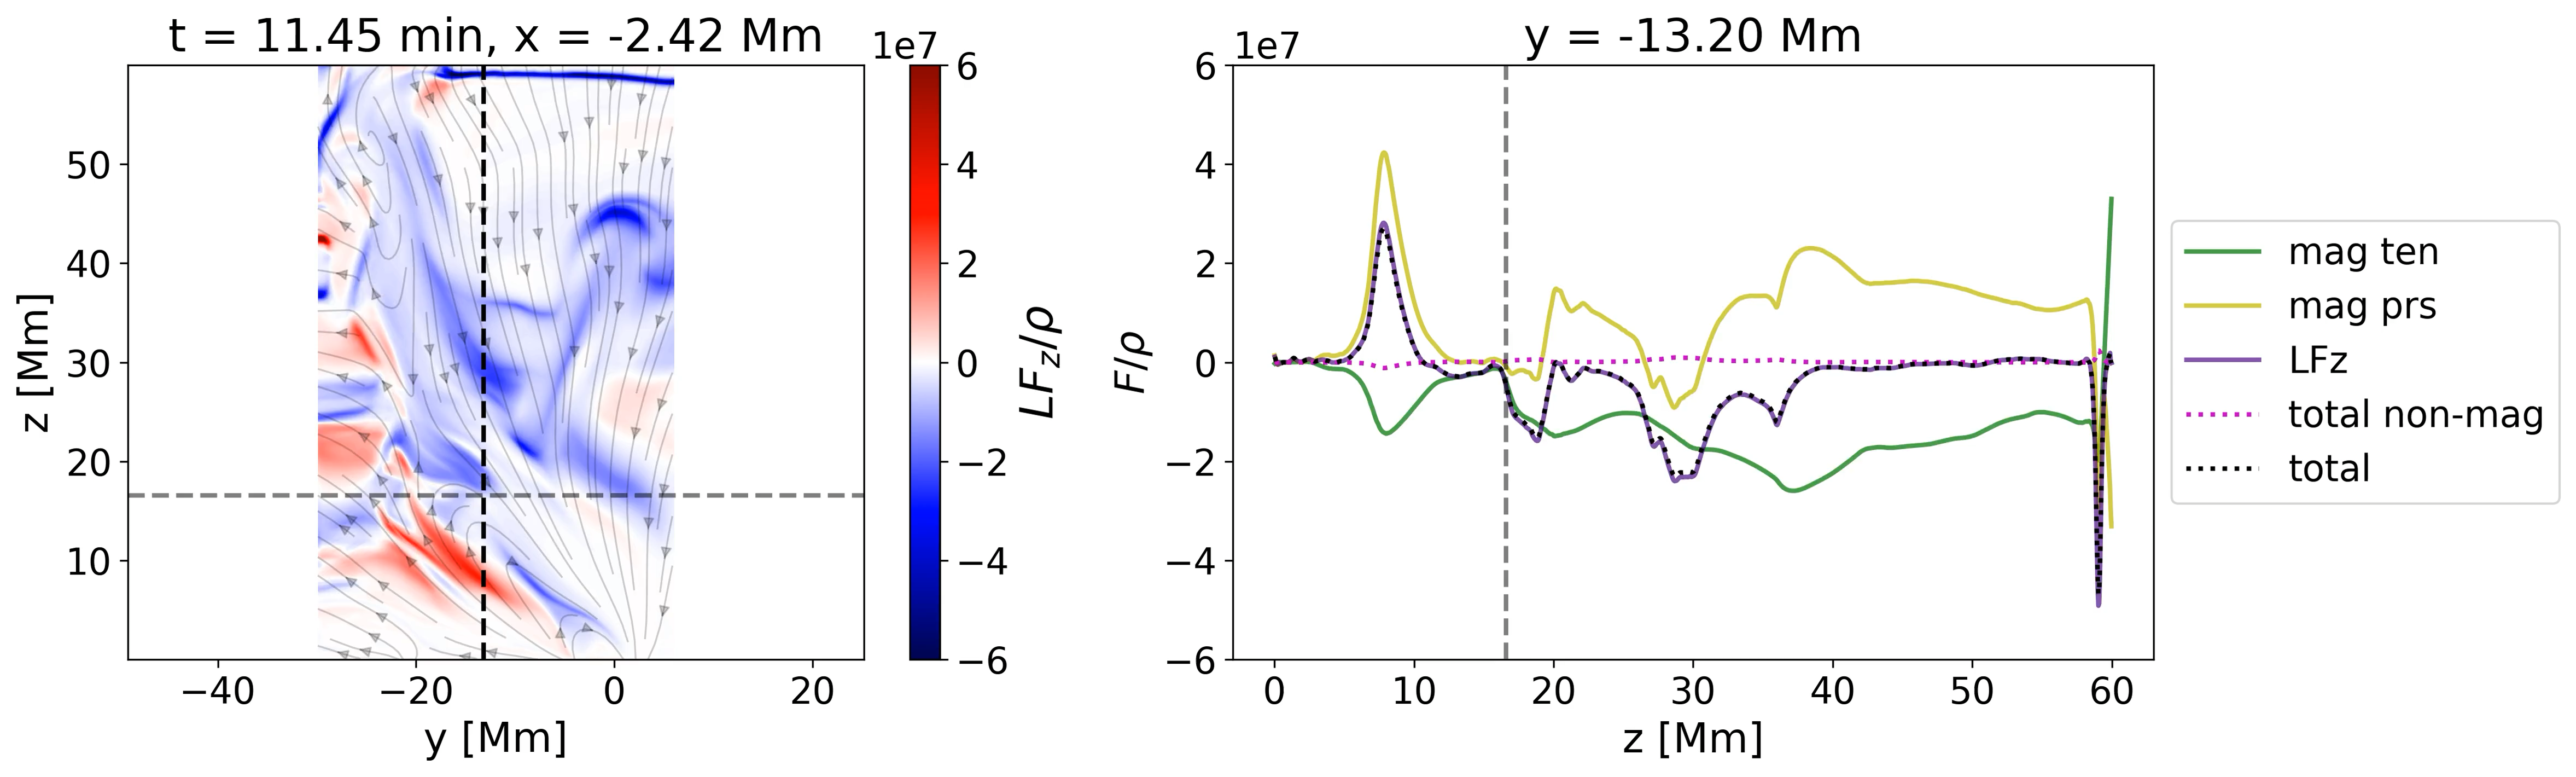 t = 11.45 min, x = -2.42 Mm
1e7
y = -13.20 Mm
1e7
50
40
30
20
10
z [Mm]
−40
−20
0
20
y [Mm]
6
4
2
0
−2
−4
−6
LFz/ρ
6
4
2
0
−2
−4
−6
F/ρ
0
10
20
30
40
50
60
z [Mm]
mag ten
mag prs
LFz
total non-mag
total